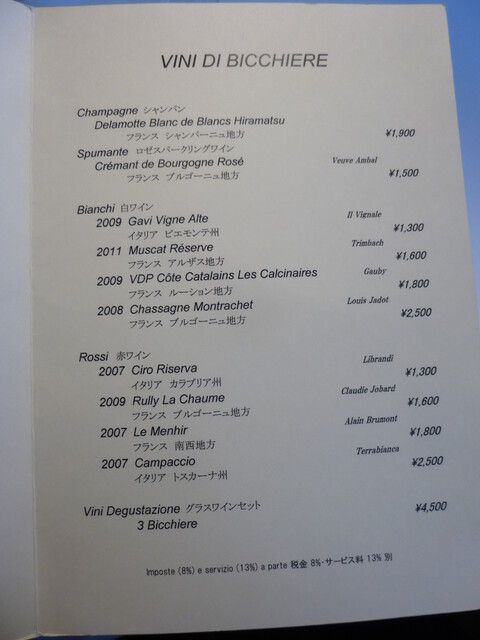 VINI DI BICCHIERE
Champagne シャンパン
Delamotte Blanc de Blancs Hiramatsu
フランス シャンパーニュ地方 ¥1,900
Spumante ロゼスパークリングワイン
Crémant de Bourgogne Rosé Veuve Ambal
フランス ブルゴーニュ地方 ¥1,500
Bianchi 白ワイン
2009 Gavi Vigne Alte Il Vignale
イタリア ピエモンテ州 ¥1,300
2011 Muscat Réserve Trimbach
フランス アルザス地方 ¥1,600
2009 VDP Côte Catalains Les Calcinaires Gauby
フランス ルーション地方 ¥1,800
2008 Chassagne Montrachet Louis Jadot
フランス ブルゴーニュ地方 ¥2,500
Rossi 赤ワイン
2007 Ciro Riserva Librandi
イタリア カラブリア州 ¥1,300
2009 Rully La Chaume Claudie Jobard
フランス ブルゴーニュ地方 ¥1,600
2007 Le Menhir Alain Brumont
フランス 南西地方 ¥1,800
2007 Campaccio Terrabianca
イタリア トスカーナ州 ¥2,500
Vini Degustazione グラスワインセット ¥4,500
3 Bicchiere
Imposte (8%) e servizio (13%) a parte 税金 8%・サービス料 13% 別